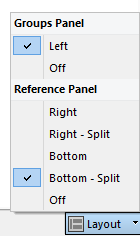 Groups Panel
Left
Off
Reference Panel
Right
Right - Split
Bottom
Bottom - Split
Off
Layout